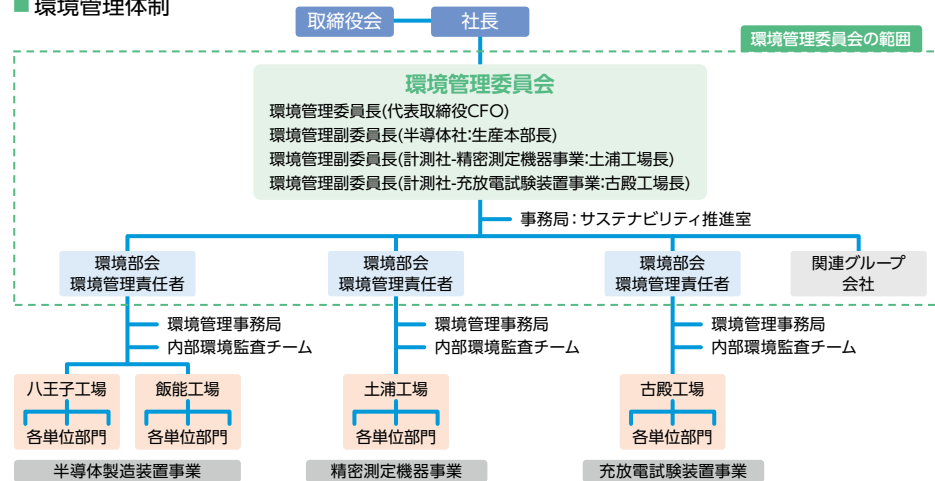 ■環境管理体制
取締役会
社長
環境管理委員会の範囲
環境管理委員会
環境管理委員長(代表取締役CFO)
環境管理副委員長(半導体社:生産本部長)
環境管理副委員長(計測社-精密測定機器事業:土浦工場長)
環境管理副委員長(計測社-充放電試験装置事業:古殿工場長)
事務局:サステナビリティ推進室
環境部会
環境管理責任者
環境部会
環境管理責任者
環境部会
環境管理責任者
関連グループ
会社
環境管理事務局
内部環境監査チーム
環境管理事務局
内部環境監査チーム
環境管理事務局
内部環境監査チーム
八王子工場
各単位部門
飯能工場
各単位部門
土浦工場
各単位部門
古殿工場
各単位部門
半導体製造装置事業
精密測定機器事業
充放電試験装置事業